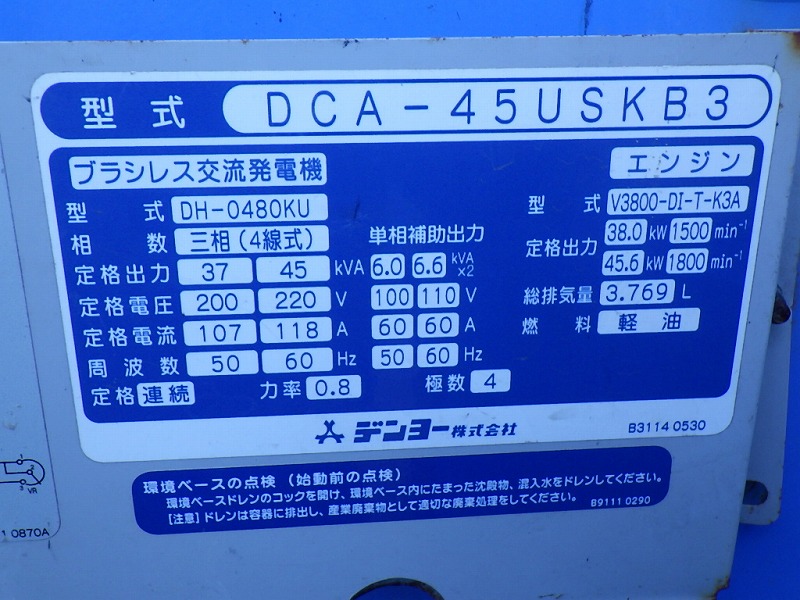 型式 DCA-45USKB3
ブラシレス交流発電機 エンジン
型式 DH-0480KU 型式 V3800-DI-T-K3A
相数 三相(4線式) 単相補助出力 定格出力 38.0 kW 1500 min⁻¹
定格出力 37 45 kVA 6.0 6.6 kVA×2 45.6 kW 1800 min⁻¹
定格電圧 200 220 V 100 110 V 総排気量 3.769 L
定格電流 107 118 A 60 60 A 燃料 軽油
周波数 50 60 Hz 50 60 Hz
定格 連続 力率 0.8 極数 4
デンヨー株式会社 B3114 0530
環境ベースの点検(始動前の点検)
環境ベースドレンのコックを開け、環境ベース内にたまった沈殿物、混入水をドレンしてください。
[注意]ドレンは容器に排出し、産業廃棄物として適切な廃棄処理をしてください。 B9111 0290
3 VR
1 0870A